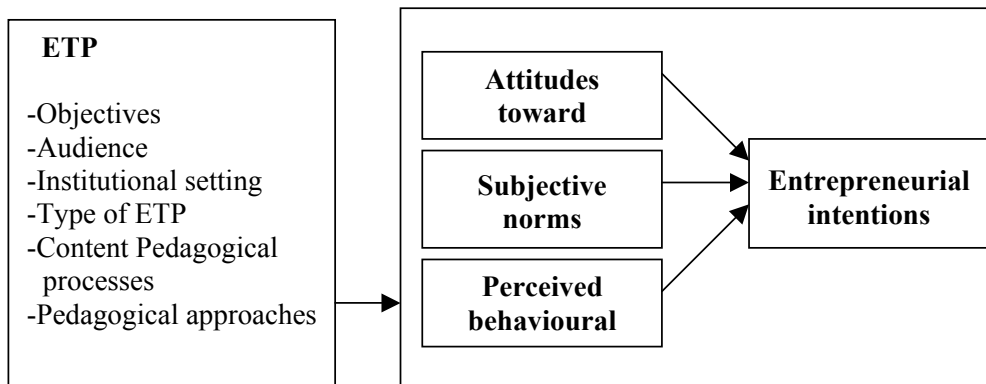 ETP
-Objectives
-Audience
-Institutional setting
-Type of ETP
-Content Pedagogical
processes
-Pedagogical approaches
Attitudes
toward
Subjective
norms
Perceived
behavioural
Entrepreneurial
intentions